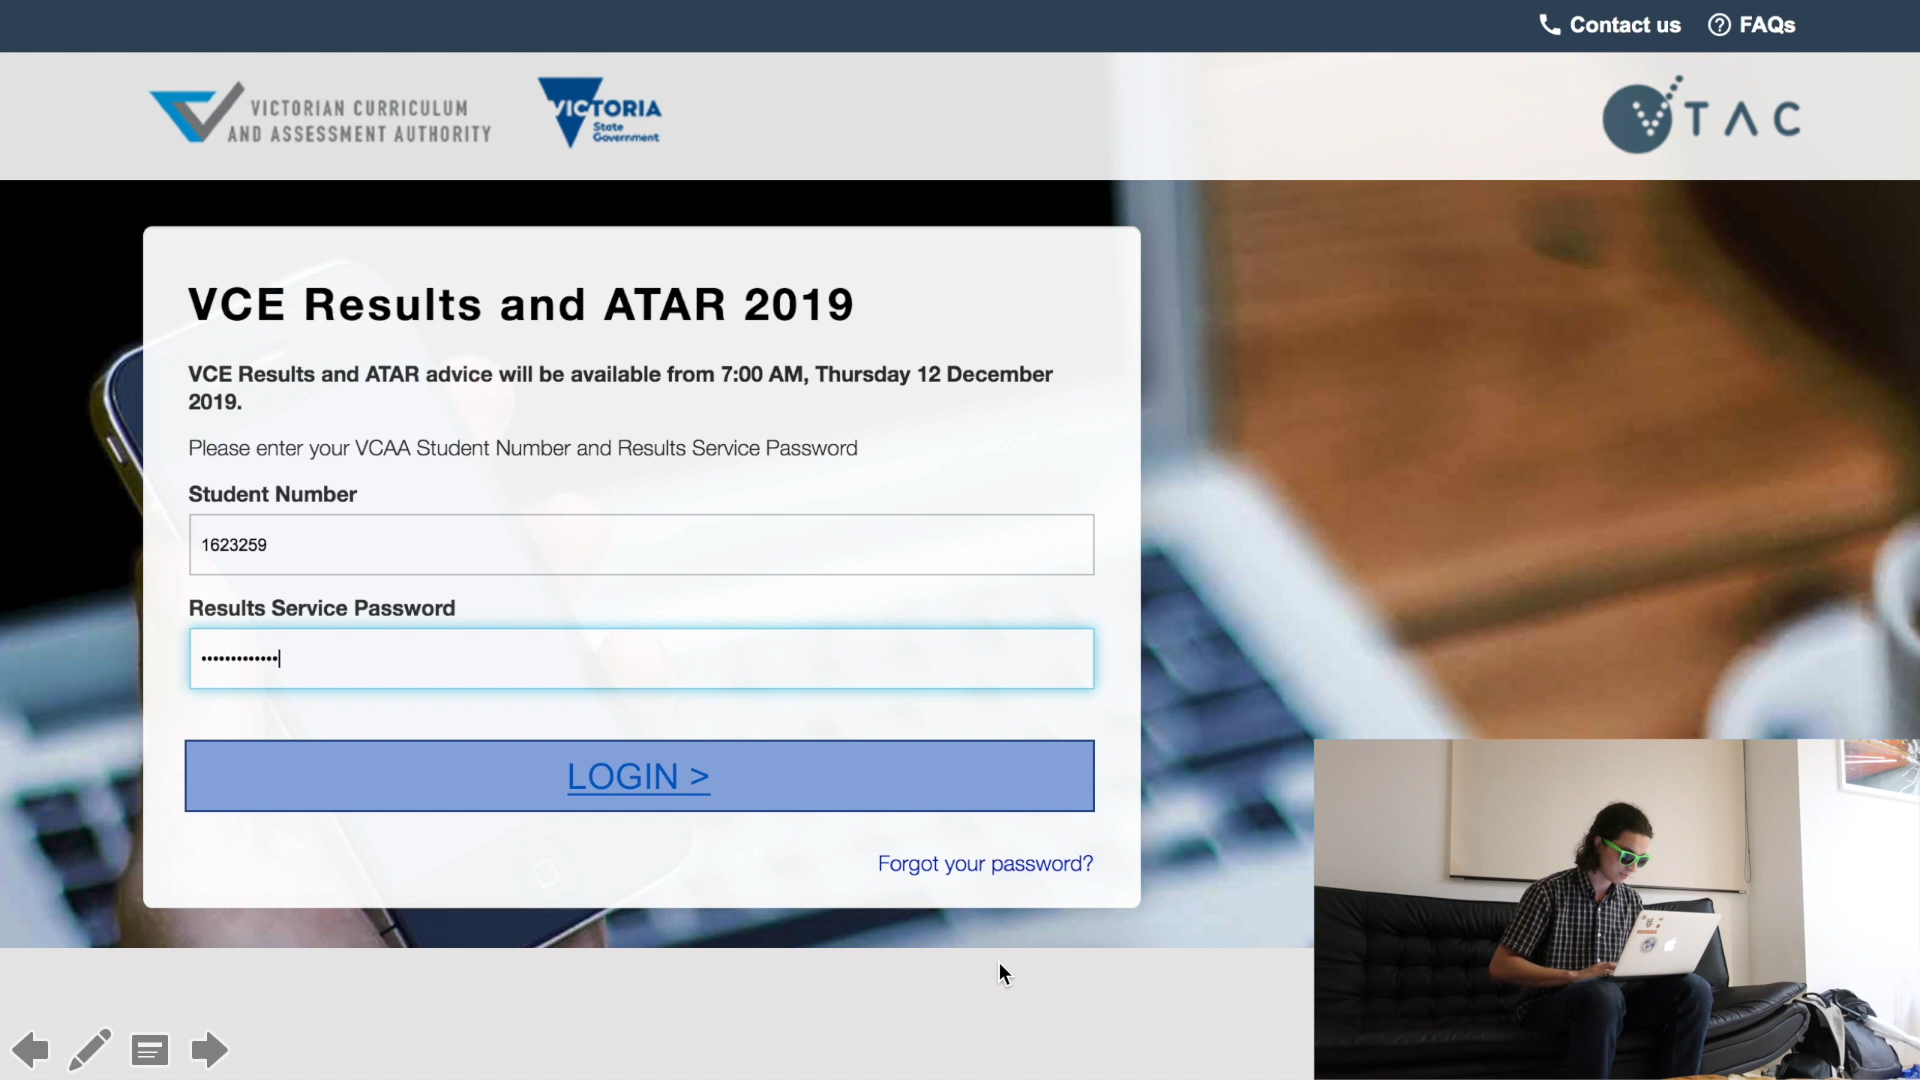 Contact us
FAQs
VICTORIAN CURRICULUM
AND ASSESSMENT AUTHORITY
VICTORIA
State
Government
VTAC
VCE Results and ATAR 2019
VCE Results and ATAR advice will be available from 7:00 AM, Thursday 12 December
2019.
Please enter your VCAA Student Number and Results Service Password
Student Number
1623259
Results Service Password
•••••••••••••
LOGIN >
Forgot your password?